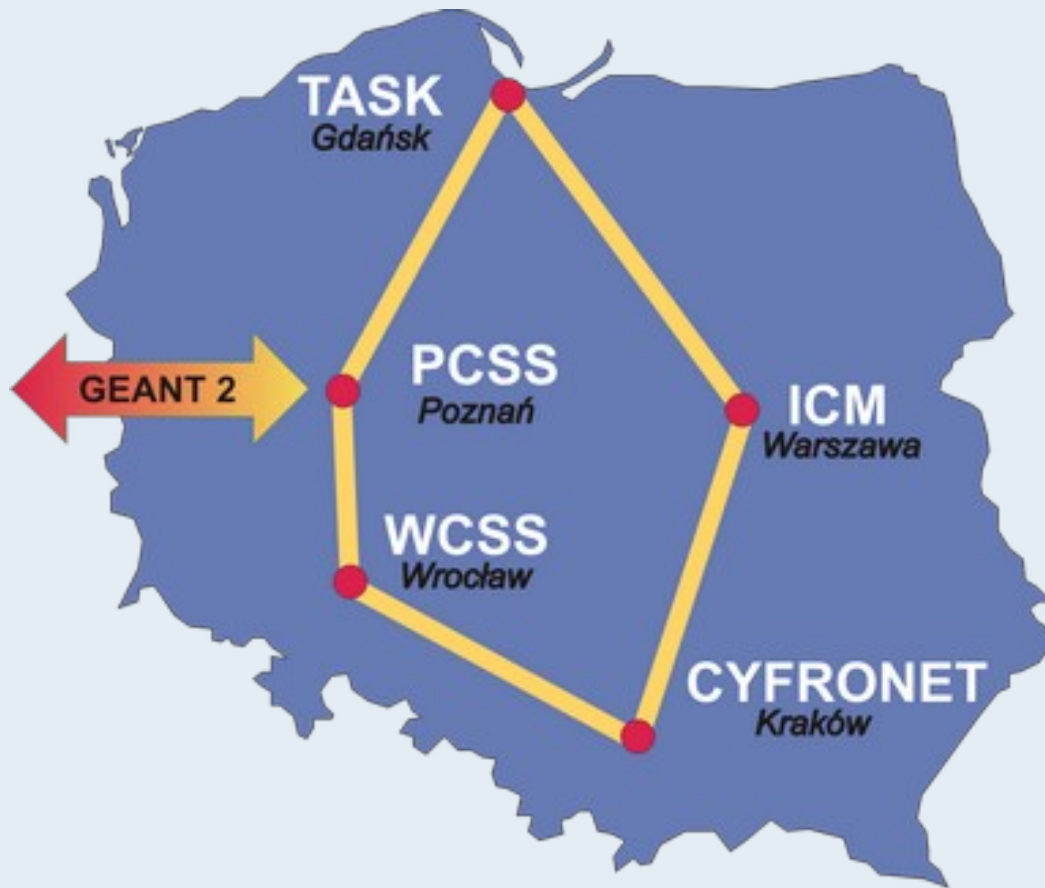 TASK
Gdańsk
GEANT 2
PCSS
Poznań
ICM
Warszawa
WCSS
Wrocław
CYFRONET
Kraków